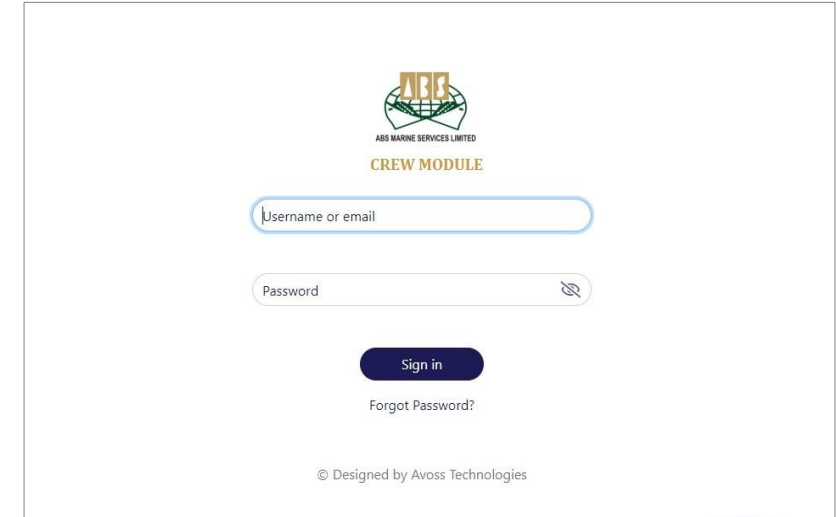 ABS
ABS MARINE SERVICES LIMITED
CREW MODULE
Username or email
Password
Sign in
Forgot Password?
© Designed by Avoss Technologies